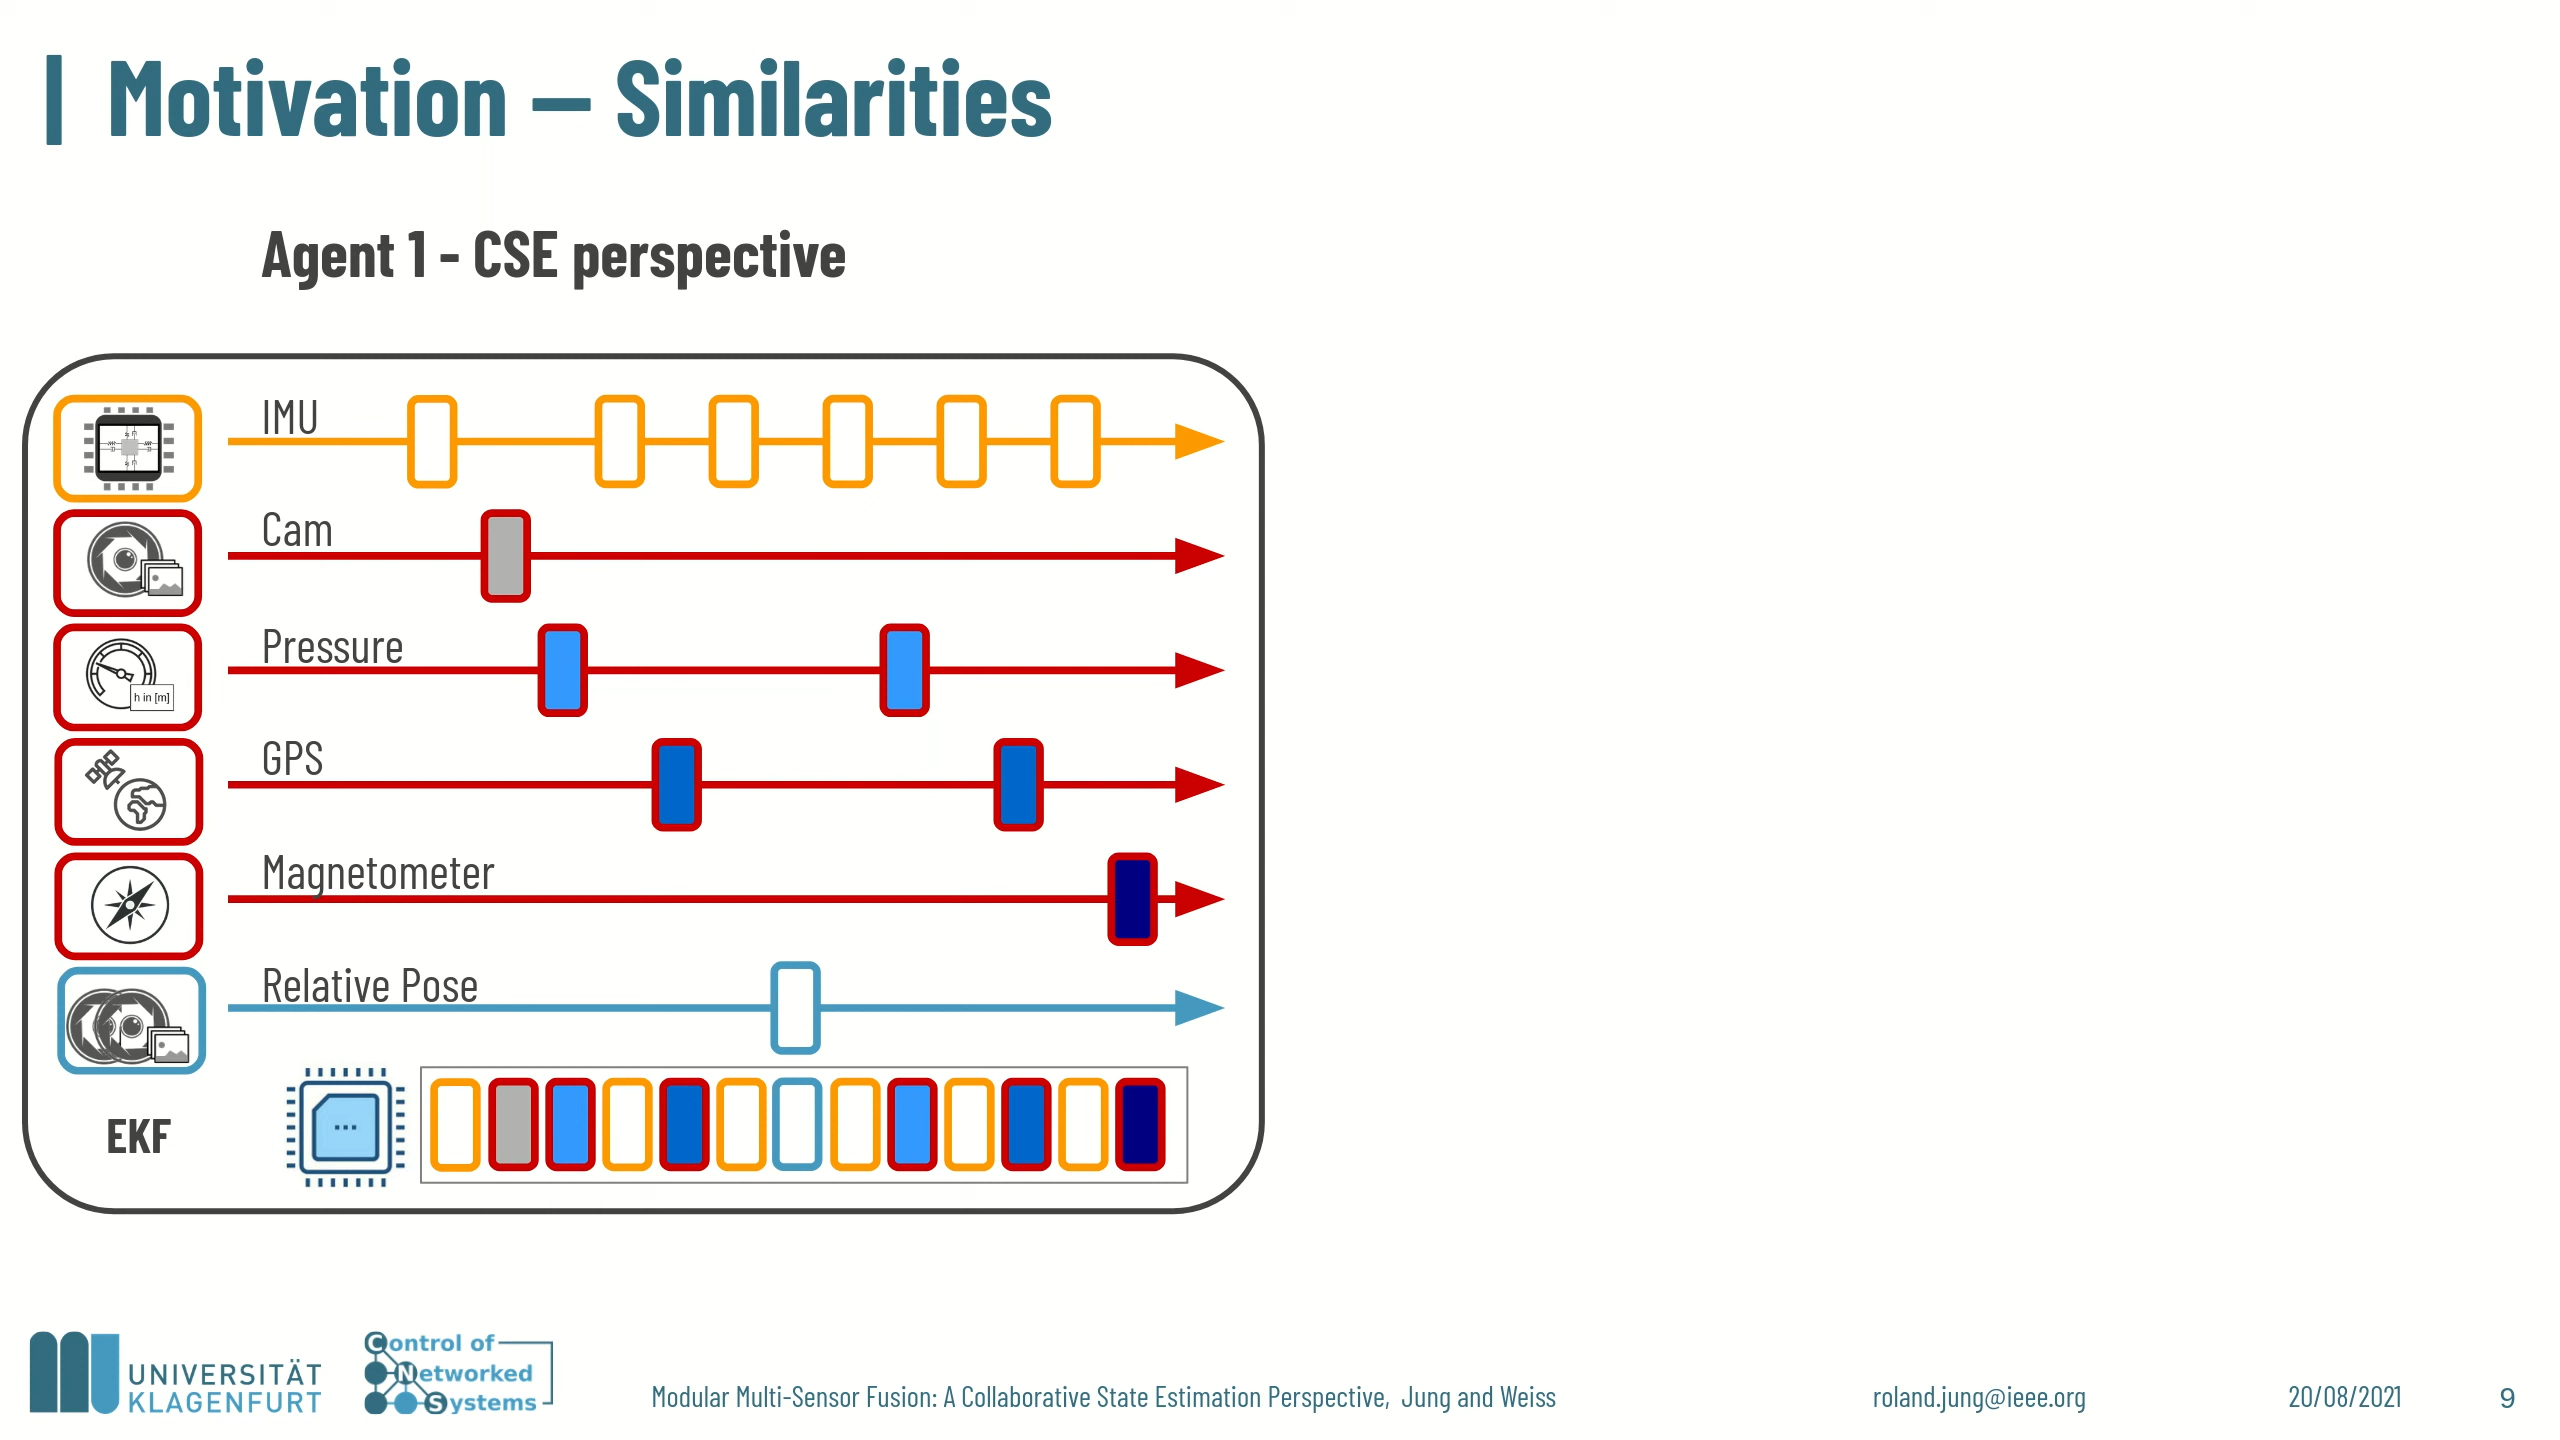 Motivation – Similarities
Agent 1 - CSE perspective
IMU
Cam
Pressure
h in [m]
GPS
Magnetometer
Relative Pose
EKF
...
UNIVERSITÄT
KLAGENFURT
Control of
Networked
Systems
Modular Multi-Sensor Fusion: A Collaborative State Estimation Perspective, Jung and Weiss
roland.jung@ieee.org
20/08/2021
9